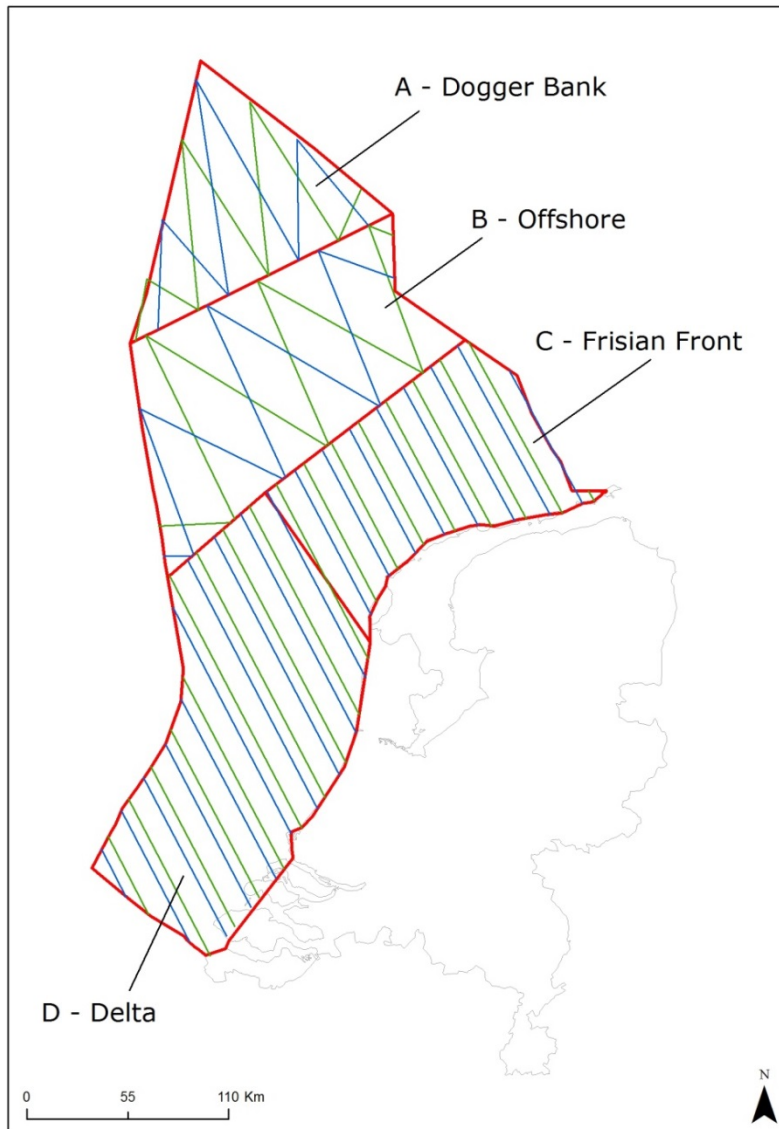 A - Dogger Bank
B - Offshore
C - Frisian Front
D - Delta
0 55 110 Km
N